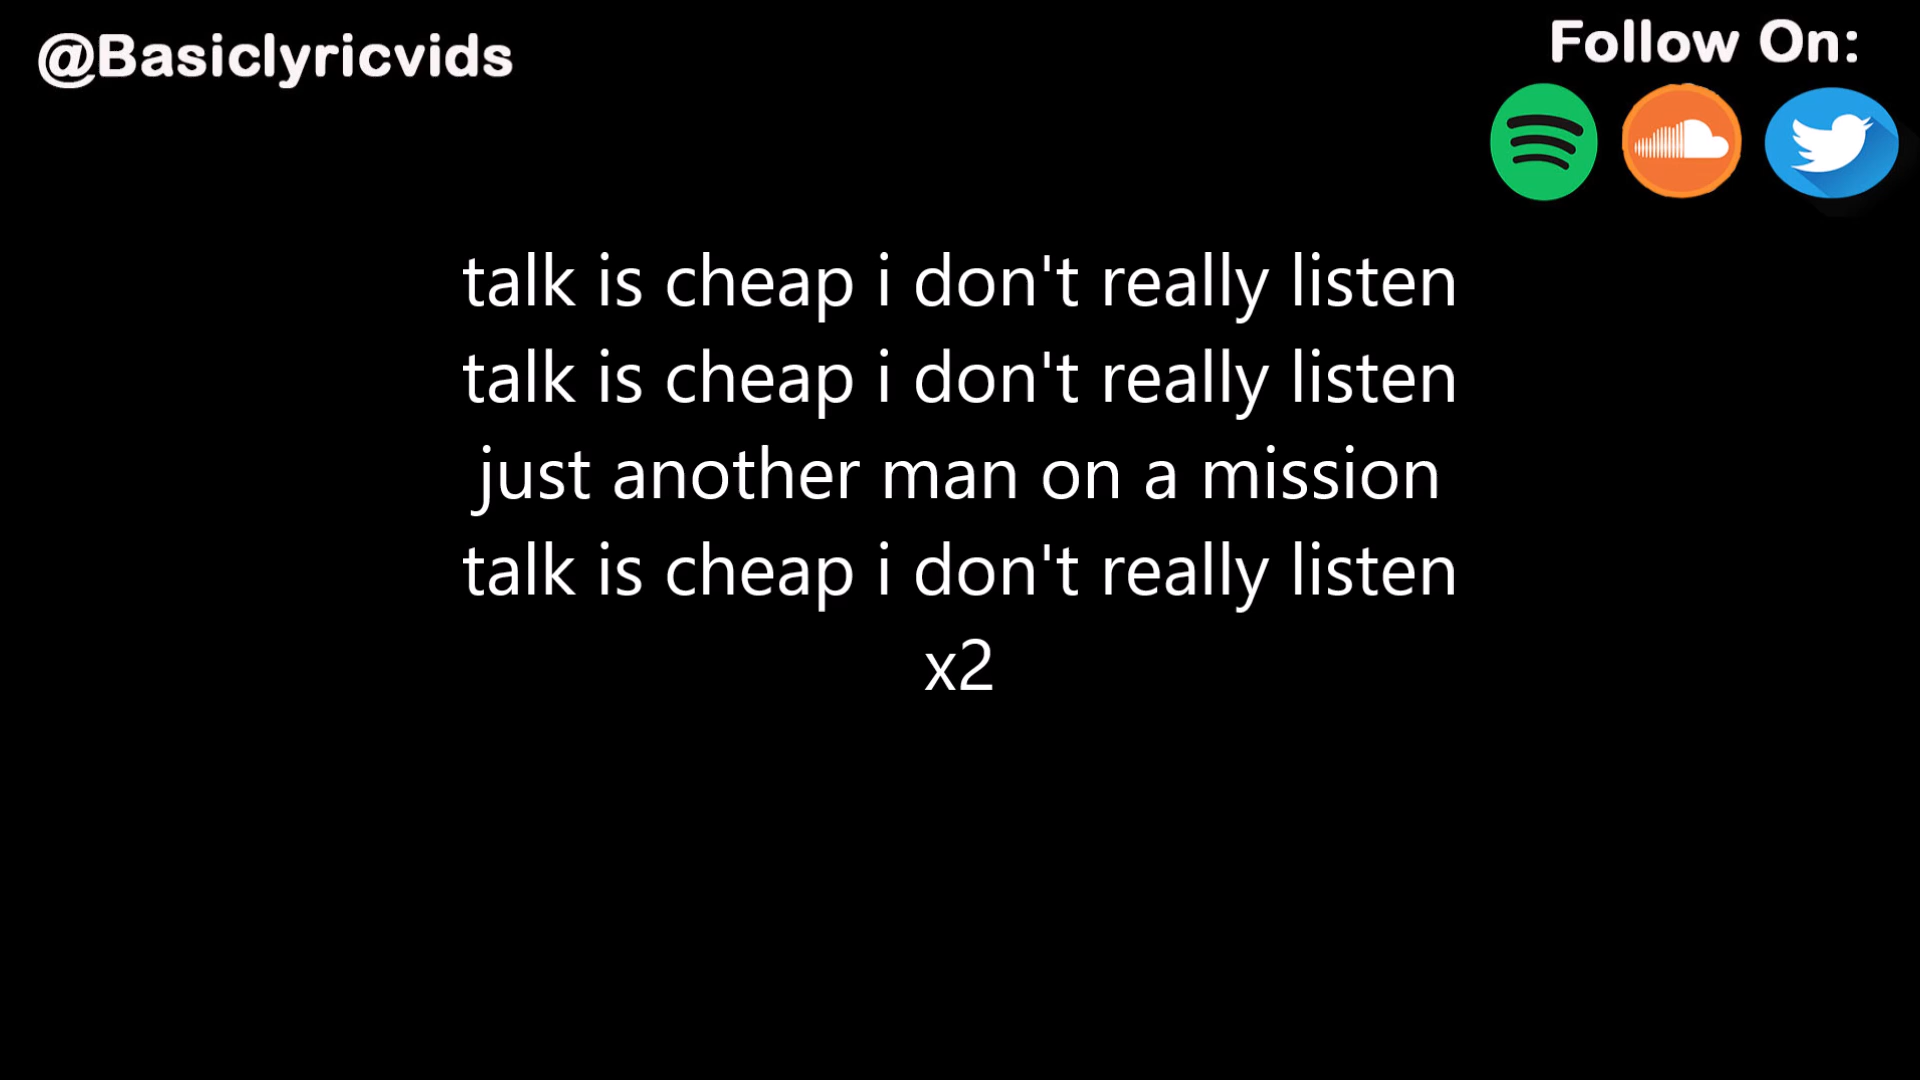 @Basiclyricvids
Follow On:
talk is cheap i don't really listen
talk is cheap i don't really listen
just another man on a mission
talk is cheap i don't really listen
x2